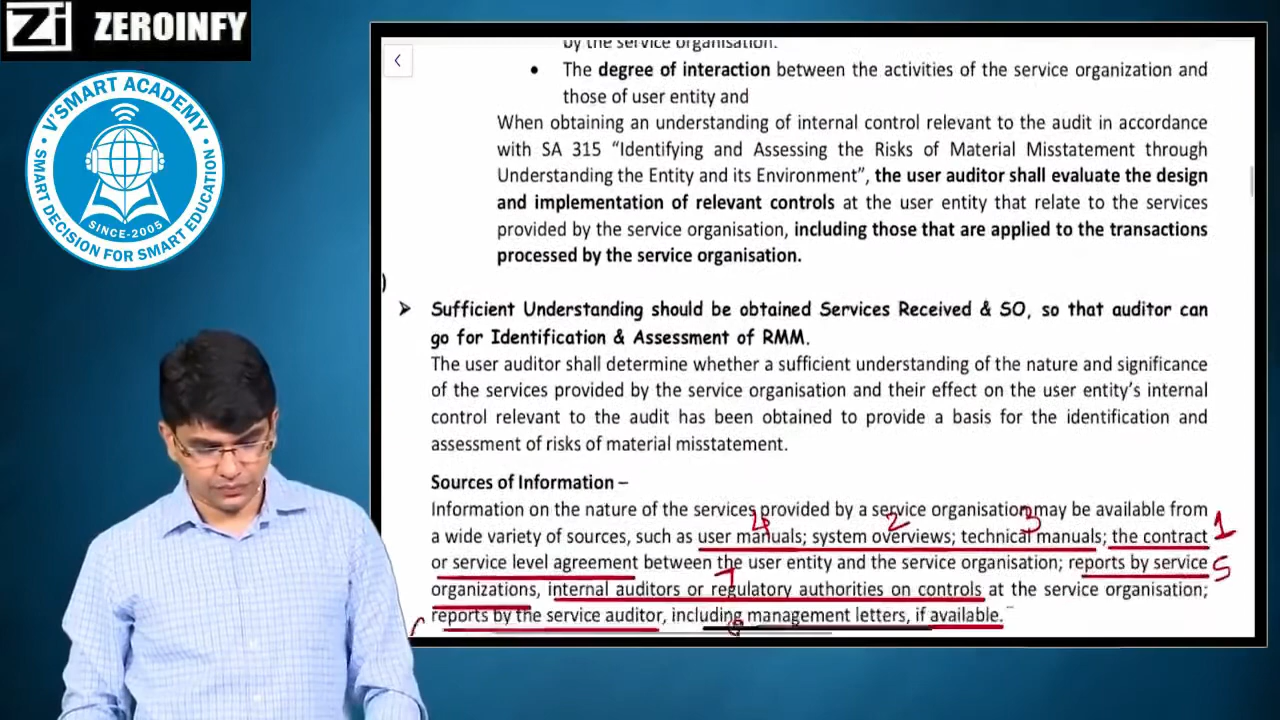 Zi ZEROINFY
V'SMART ACADEMY
SINCE-2005
SMART DECISION FOR SMART EDUCATION
by the service organisation.
• The degree of interaction between the activities of the service organization and
those of user entity and
When obtaining an understanding of internal control relevant to the audit in accordance
with SA 315 “Identifying and Assessing the Risks of Material Misstatement through
Understanding the Entity and its Environment”, the user auditor shall evaluate the design
and implementation of relevant controls at the user entity that relate to the services
provided by the service organisation, including those that are applied to the transactions
processed by the service organisation.
)
➢ Sufficient Understanding should be obtained Services Received & SO, so that auditor can
go for Identification & Assessment of RMM.
The user auditor shall determine whether a sufficient understanding of the nature and significance
of the services provided by the service organisation and their effect on the user entity's internal
control relevant to the audit has been obtained to provide a basis for the identification and
assessment of risks of material misstatement.
Sources of Information –
Information on the nature of the services provided by a service organisation may be available from
4 2 3 1
a wide variety of sources, such as user manuals; system overviews; technical manuals; the contract
or service level agreement between the user entity and the service organisation; reports by service
7 5
organizations, internal auditors or regulatory authorities on controls at the service organisation;
reports by the service auditor, including management letters, if available.